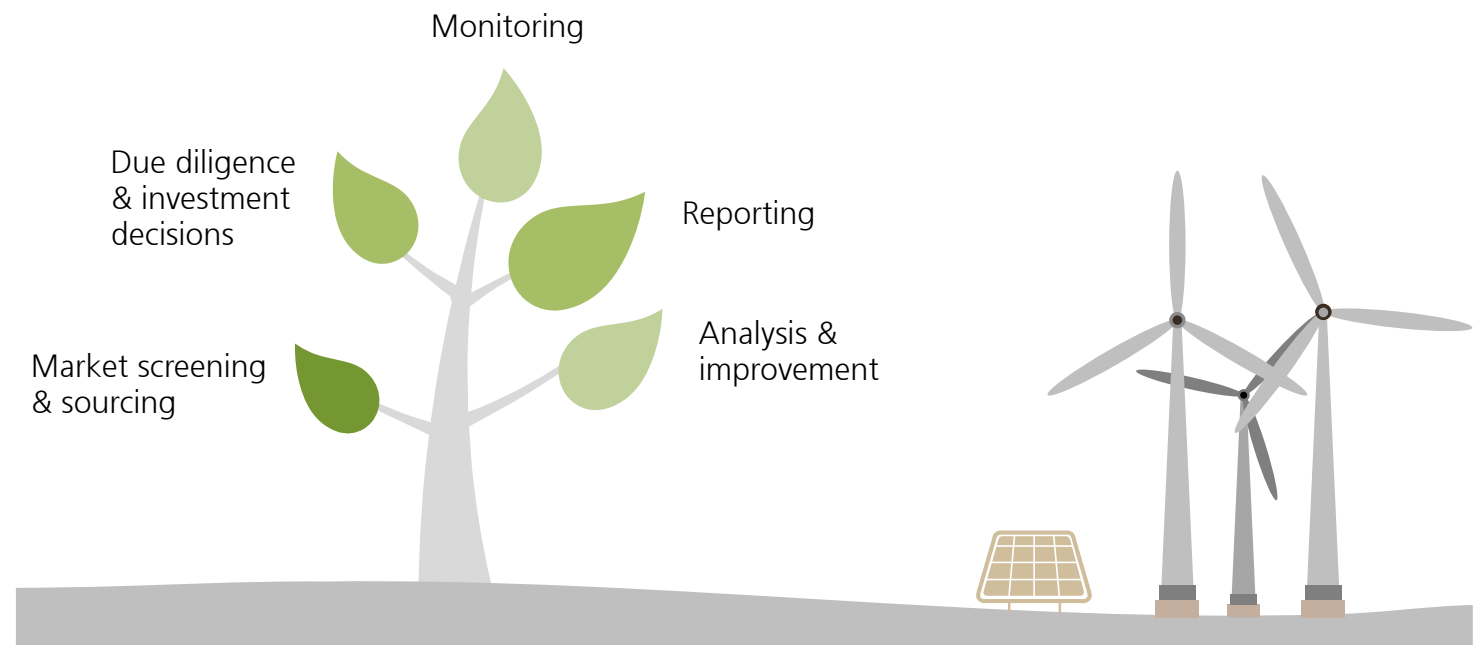 Monitoring
Due diligence
& investment
decisions
Reporting
Analysis &
improvement
Market screening
& sourcing